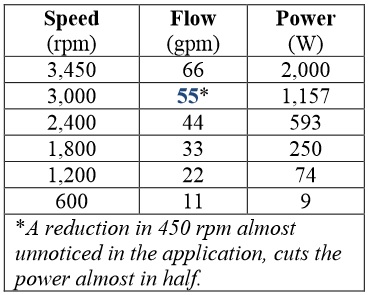 Speed Flow Power
(rpm) (gpm) (W)
3,450 66 2,000
3,000 55* 1,157
2,400 44 593
1,800 33 250
1,200 22 74
600 11 9
*A reduction in 450 rpm almost
unnoticed in the application, cuts the
power almost in half.